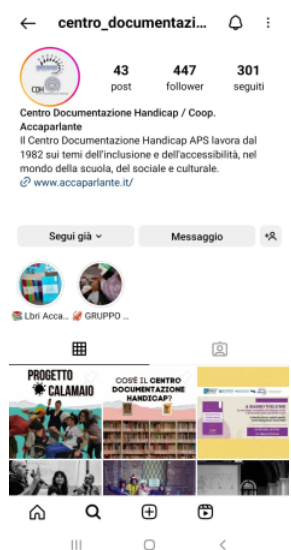 centro_documentazi...
43
447
301
post
follower
seguiti
CDH
Centro Documentazione Handicap / Coop.
Accaparlante
Il Centro Documentazione Handicap APS lavora dal
1982 sui temi dell'inclusione e dell'accessibilità, nel
mondo della scuola, del sociale e culturale.
www.accaparlante.it/
Segui già
Messaggio
Lbri Acca...
GRUPPO ...
PROGETTO
CALAMAIO
COS'È IL CENTRO
DOCUMENTAZIONE
HANDICAP?